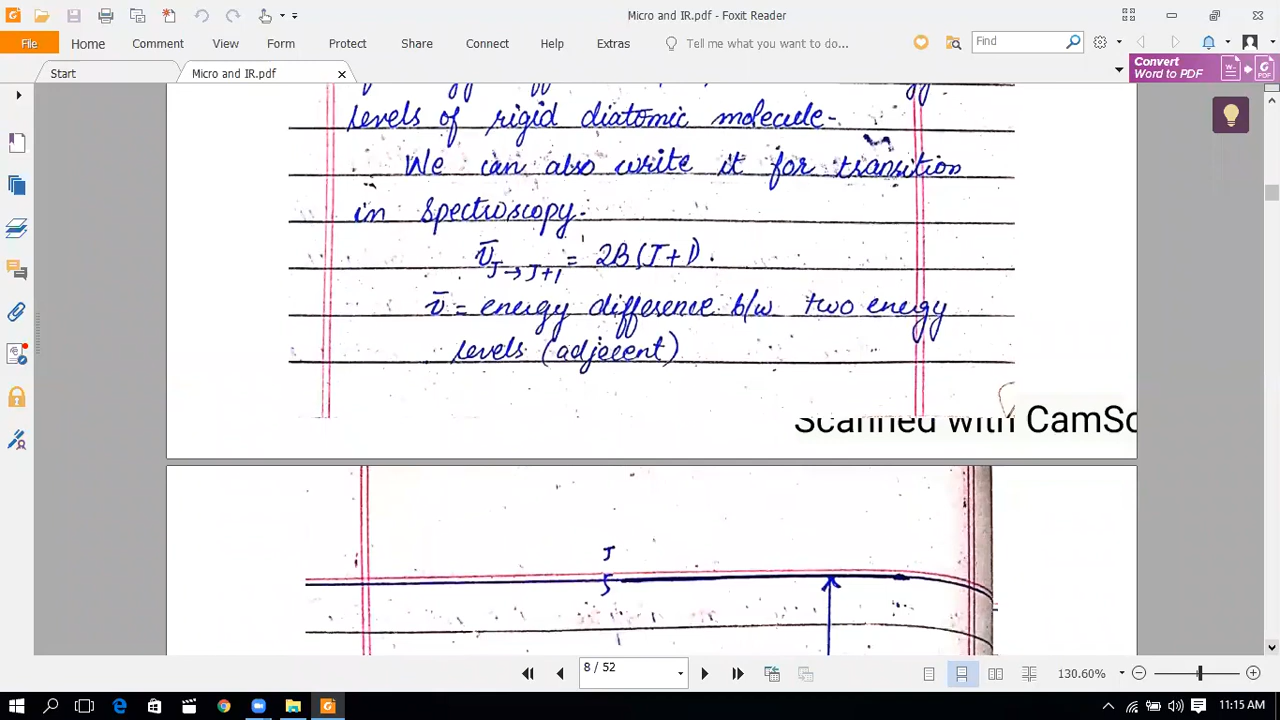 Micro and IR.pdf - Foxit Reader
File Home Comment View Form Protect Share Connect Help Extras Tell me what you want to do... Find
Convert
Word to PDF
Start Micro and IR.pdf
levels of rigid diatomic molecule-
We can also write it for transition
in Spectroscopy:
ν̄ J→J+1 = 2B(J+1).
ν̄ = energy difference b/w two energy
levels (adjecent)
Scanned with CamSc
J
5
8 / 52
130.60%
11:15 AM